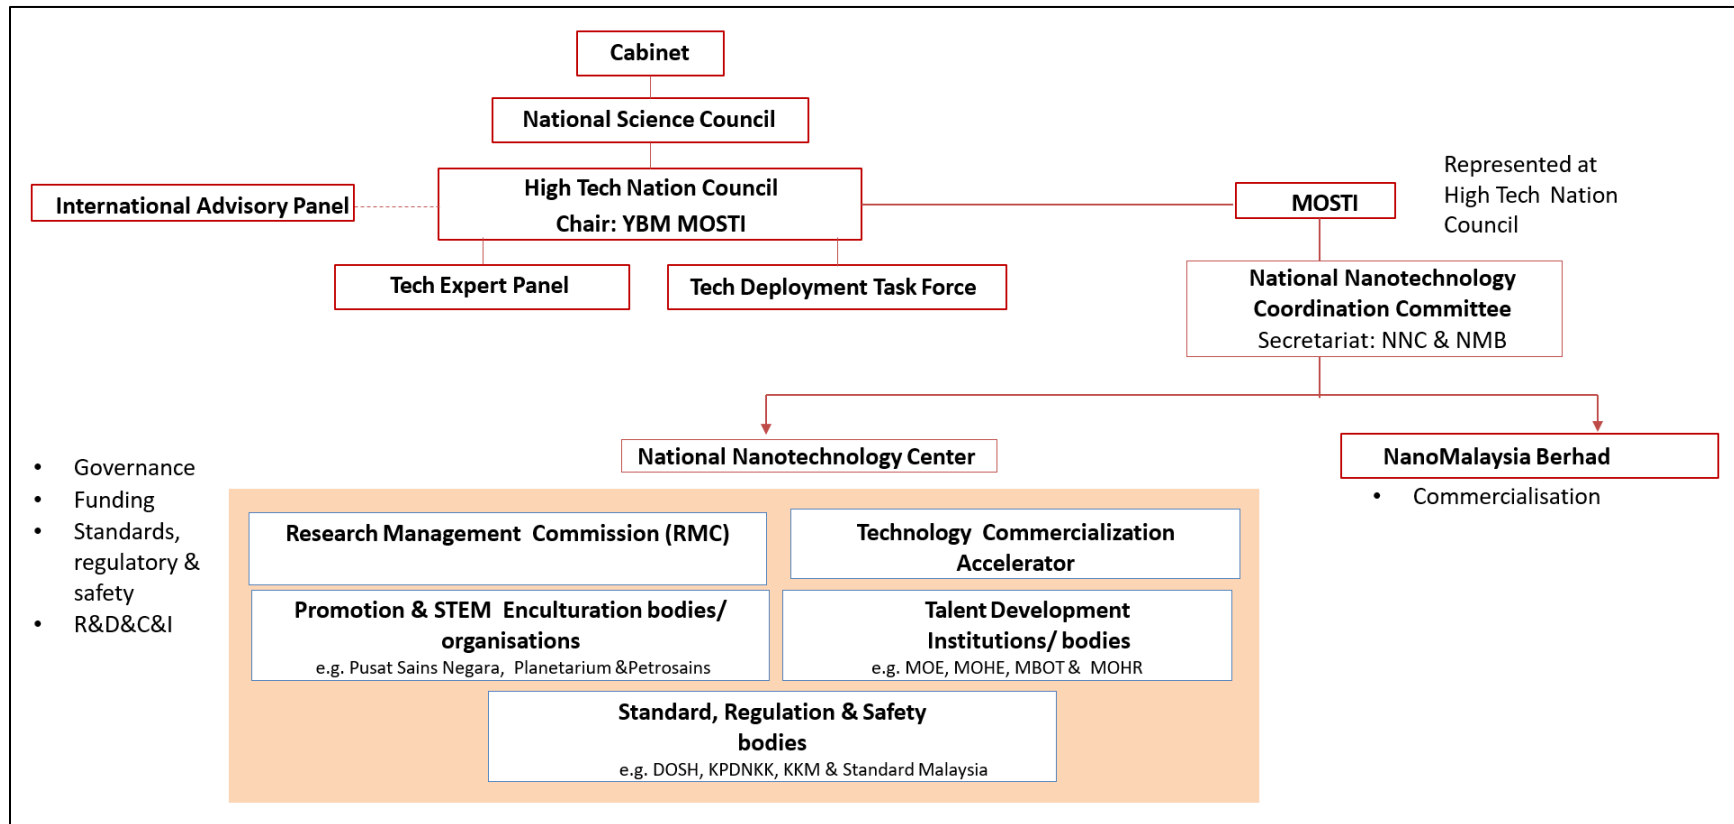 Cabinet
National Science Council
High Tech Nation Council
Chair: YBM MOSTI
International Advisory Panel
MOSTI
Represented at
High Tech Nation
Council
Tech Expert Panel
Tech Deployment Task Force
National Nanotechnology
Coordination Committee
Secretariat: NNC & NMB
National Nanotechnology Center
NanoMalaysia Berhad
• Commercialisation
• Governance
• Funding
• Standards,
regulatory &
safety
• R&D&C&I
Research Management Commission (RMC)
Technology Commercialization
Accelerator
Promotion & STEM Enculturation bodies/
organisations
e.g. Pusat Sains Negara, Planetarium &Petrosains
Talent Development
Institutions/ bodies
e.g. MOE, MOHE, MBOT & MOHR
Standard, Regulation & Safety
bodies
e.g. DOSH, KPDNKK, KKM & Standard Malaysia